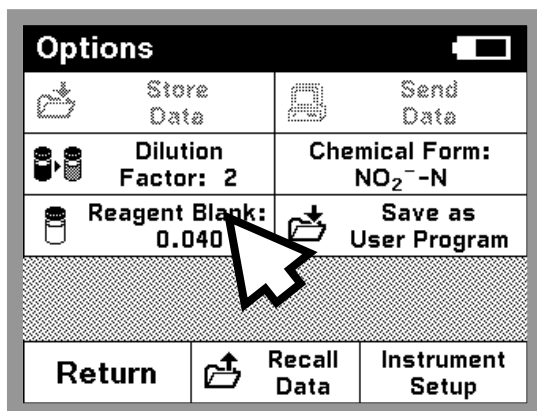 Options
Store
Data
Send
Data
Dilution
Factor: 2
Chemical Form:
NO₂⁻-N
Reagent Blank:
0.040
Save as
User Program
Return
Recall
Data
Instrument
Setup